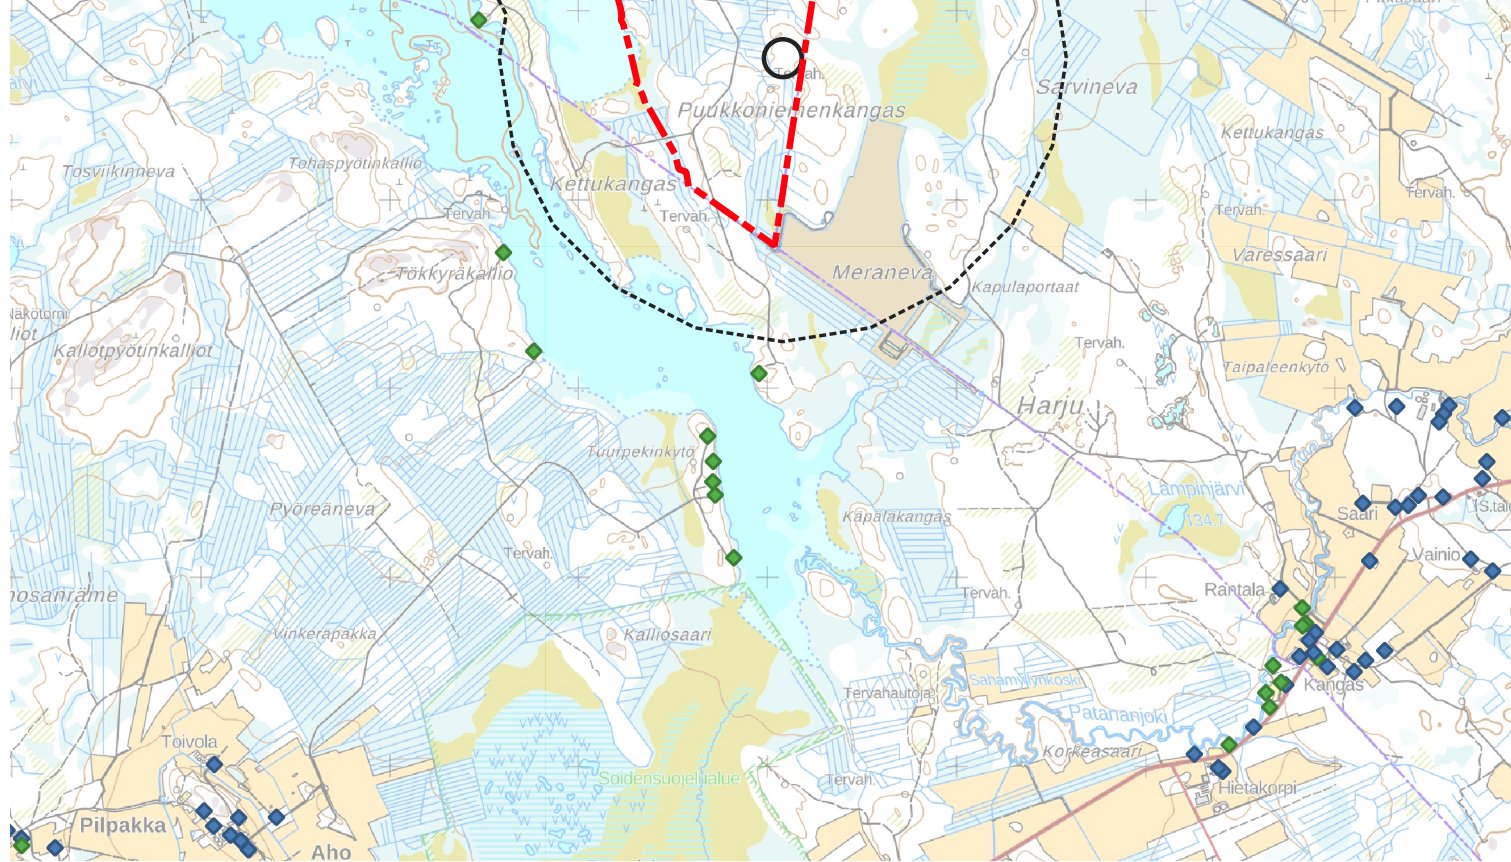 Tervah.
Puukkoniemenkangas
Sarvineva
Kettukangas
Tohaspyötinkallio
Tosviikinneva
Kettukangas
Tervah.
Tervah.
Tervah.
Tervah.
Varessaari
Tökkyräkallio
Meraneva
Kapulaportaat
Kallotpyötinkalliot
Tervah.
Taipaleenkytö
Harju
Tuurpekinkytö
Lampinjärvi
134.7
Pyöreäneva
Käpäläkangas
Saari
Tervah.
Vainio
Rantala
Tervah.
Vinkeräpakka
Kalliosaari
Sahamyllynkoski
Kangas
Tervahautoja
Patananjoki
Toivola
Korkeasaari
Soidensuojelualue
Tervah.
Hietakorpi
Pilpakka
Aho